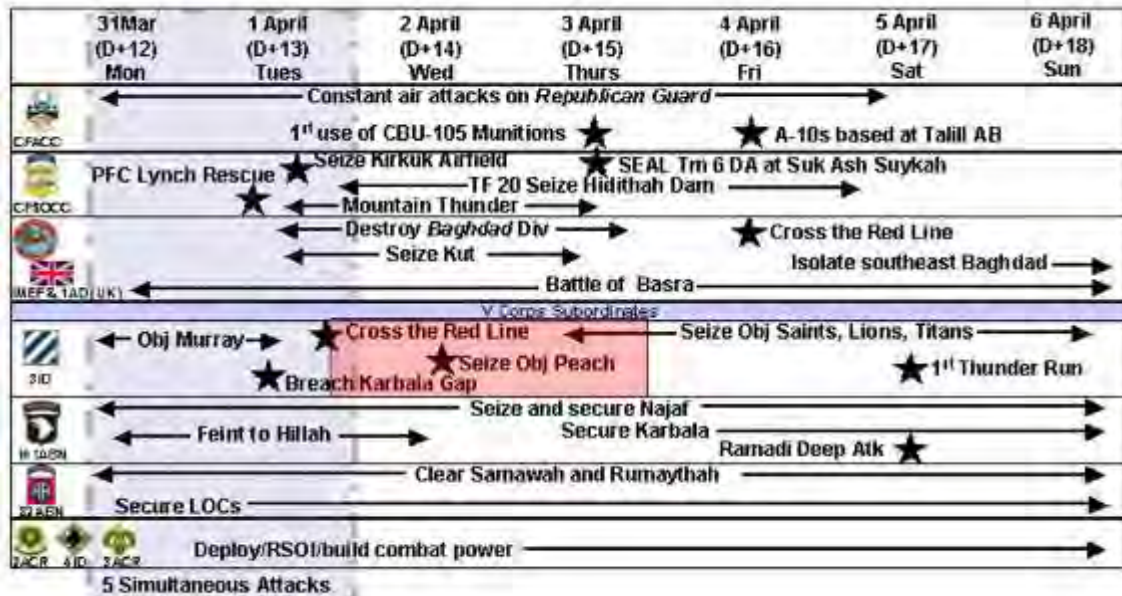 31Mar 1 April 2 April 3 April 4 April 5 April 6 April
(D+12) (D+13) (D+14) (D+15) (D+16) (D+17) (D+18)
Mon Tues Wed Thurs Fri Sat Sun
Constant air attacks on Republican Guard
CFACC
1st use of CBU-105 Munitions
A-10s based at Talill AB
Seize Kirkuk Airfield
SEAL Tm 6 DA at Suk Ash Suykah
PFC Lynch Rescue
TF 20 Seize Hidithah Dam
Mountain Thunder
CFSOCC
Destroy Baghdad Div
Cross the Red Line
Seize Kut
Isolate southeast Baghdad
Battle of Basra
IMEF & 1AD(UK)
V Corps Subordinates
Obj Murray
Cross the Red Line
Seize Obj Saints, Lions, Titans
Seize Obj Peach
1st Thunder Run
3ID
Breach Karbala Gap
Seize and secure Najaf
Feint to Hillah
Secure Karbala
Ramadi Deep Atk
Clear Samawah and Rumaythah
82ABN
Secure LOCs
Deploy/RSOI/build combat power
2ACR 4ID 3ACR
5 Simultaneous Attacks